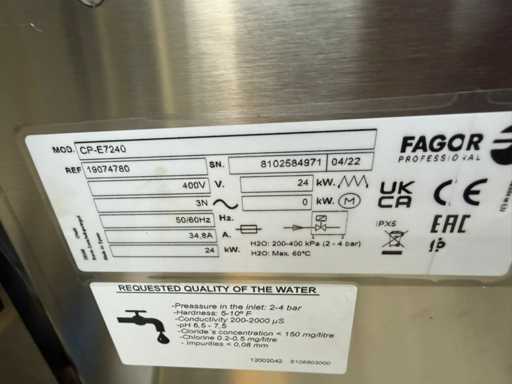 MOD. CP-E7240
FAGOR
PROFESSIONAL
REF 19074780 SN. 8102584971 04/22
400V V. 24 kW.
3N 0 kW. M
50/60Hz Hz.
34,8A A.
24 kW.
H2O: 200-400 kPa (2 - 4 bar)
H2O: Max. 60ºC
UK
CA
CE
IPX5
EAC
REQUESTED QUALITY OF THE WATER
-Preassure in the inlet: 2-4 bar
-Hardness: 5-10º F
-Conductivity 200-2000 µS
-pH 6,5 - 7,5
-Cloride´s concentration < 150 mg/litre
-Chlorine 0.2-0.5 mg/litre
- Impurities < 0,08 mm
12002042